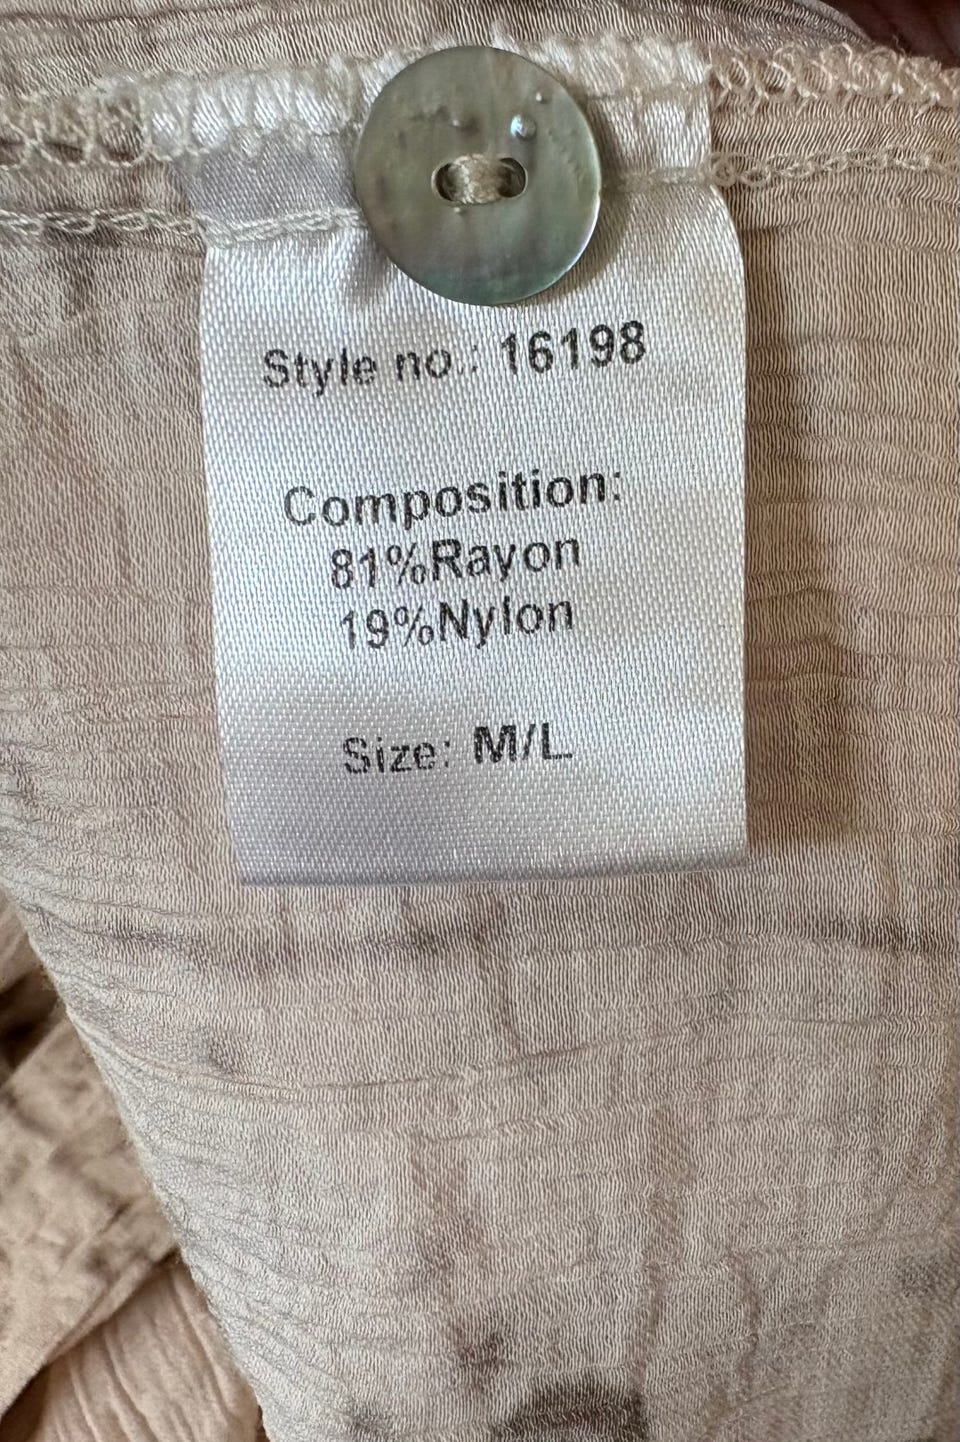 Style no.: 16198
Composition:
81%Rayon
19%Nylon
Size: M/L